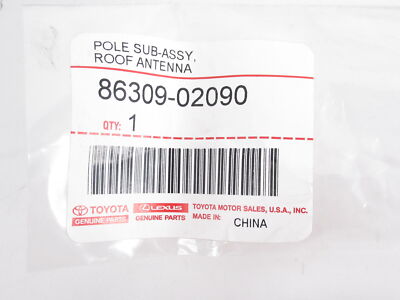 POLE SUB-ASSY,
ROOF ANTENNA
86309-02090
QTY: 1
TOYOTA
GENUINE PARTS
LEXUS
GENUINE PARTS
TOYOTA MOTOR SALES, U.S.A., INC.
MADE IN: CHINA